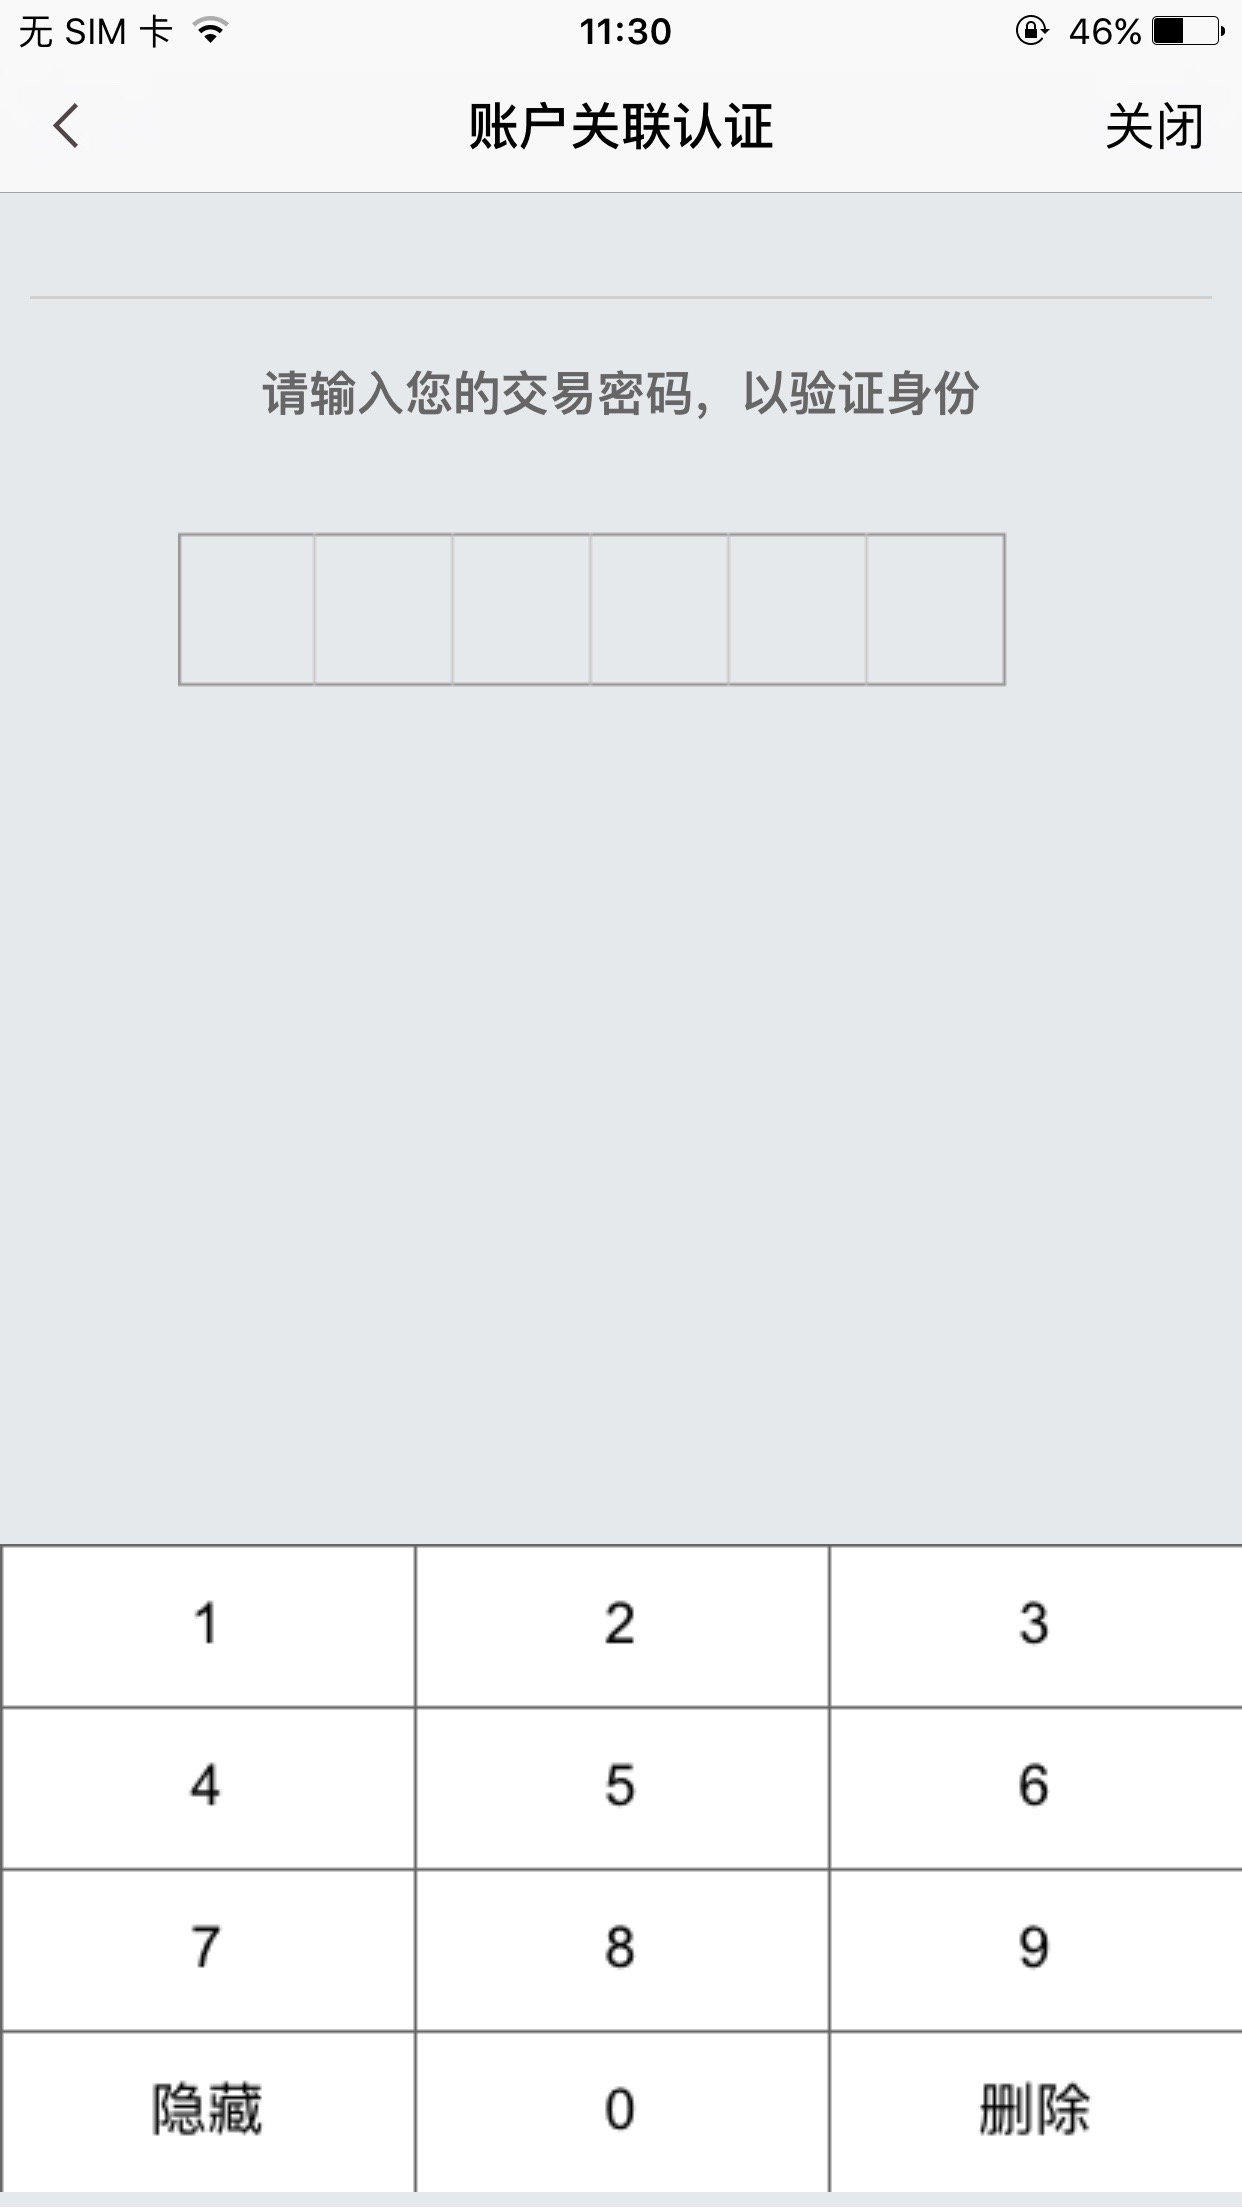 无 SIM 卡 11:30 46%
账户关联认证 关闭
请输入您的交易密码，以验证身份
1 2 3
4 5 6
7 8 9
隐藏 0 删除